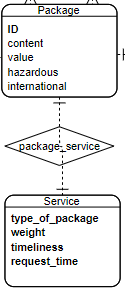 Package
ID
content
value
hazardous
international
package_service
Service
type_of_package
weight
timeliness
request_time